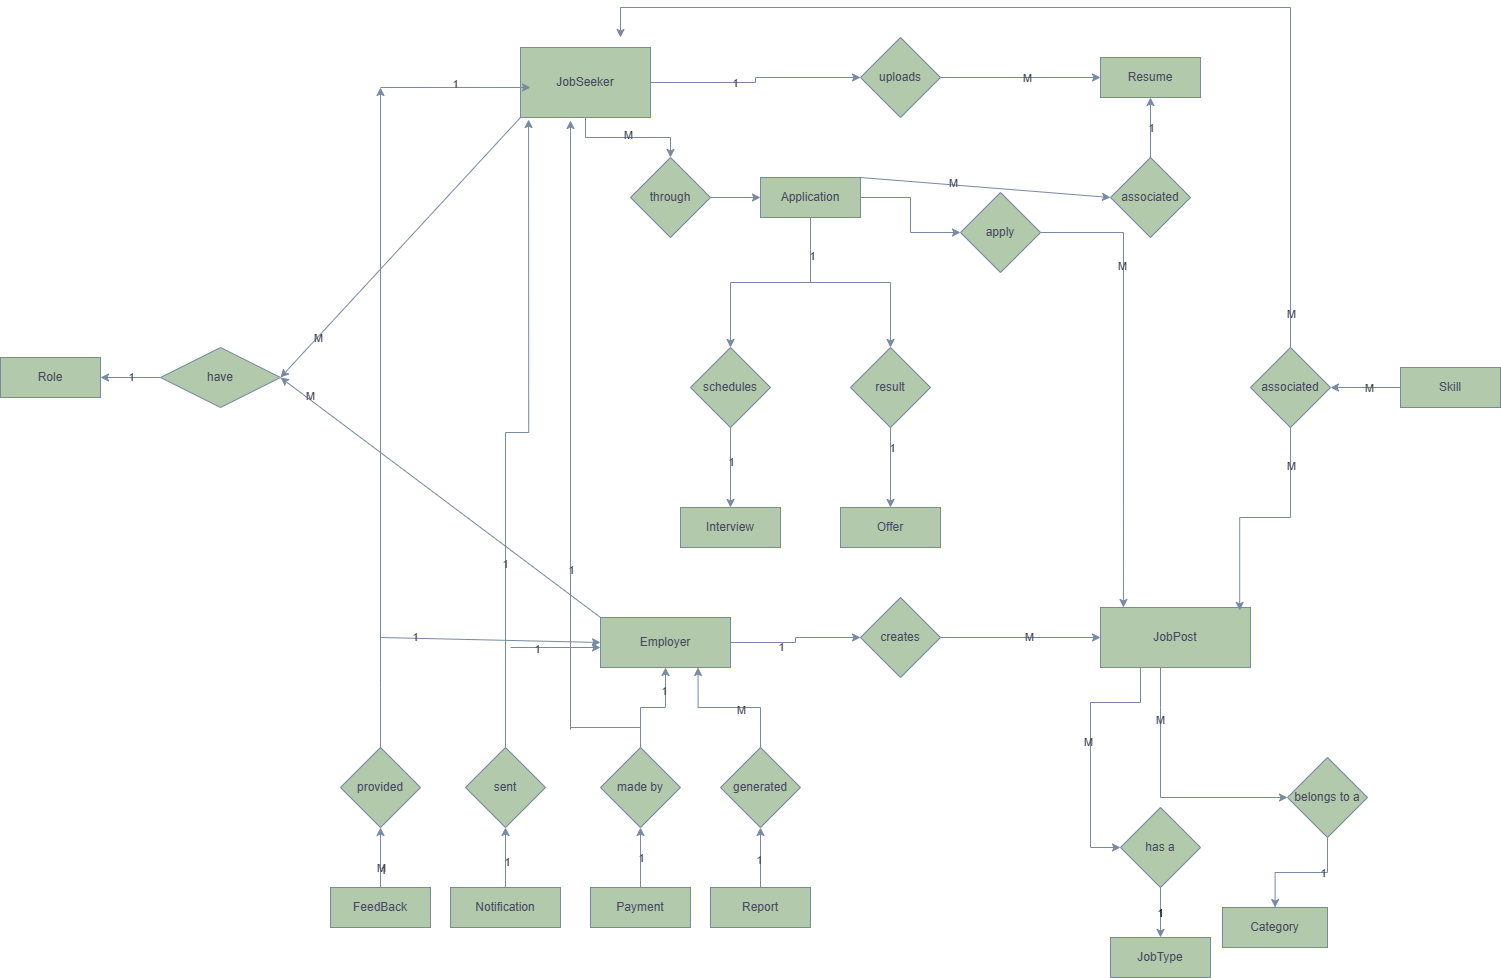 JobSeeker
1
1
uploads
M
Resume
M
1
through
Application
M
associated
apply
1
M
M
M
Role
1
have
M
schedules
result
associated
M
Skill
1
1
M
Interview
Offer
1
1
1
1
Employer
1
creates
M
JobPost
1
M
M
M
provided
sent
made by
generated
belongs to a
has a
M
1
1
1
1
FeedBack
Notification
Payment
Report
1
Category
JobType